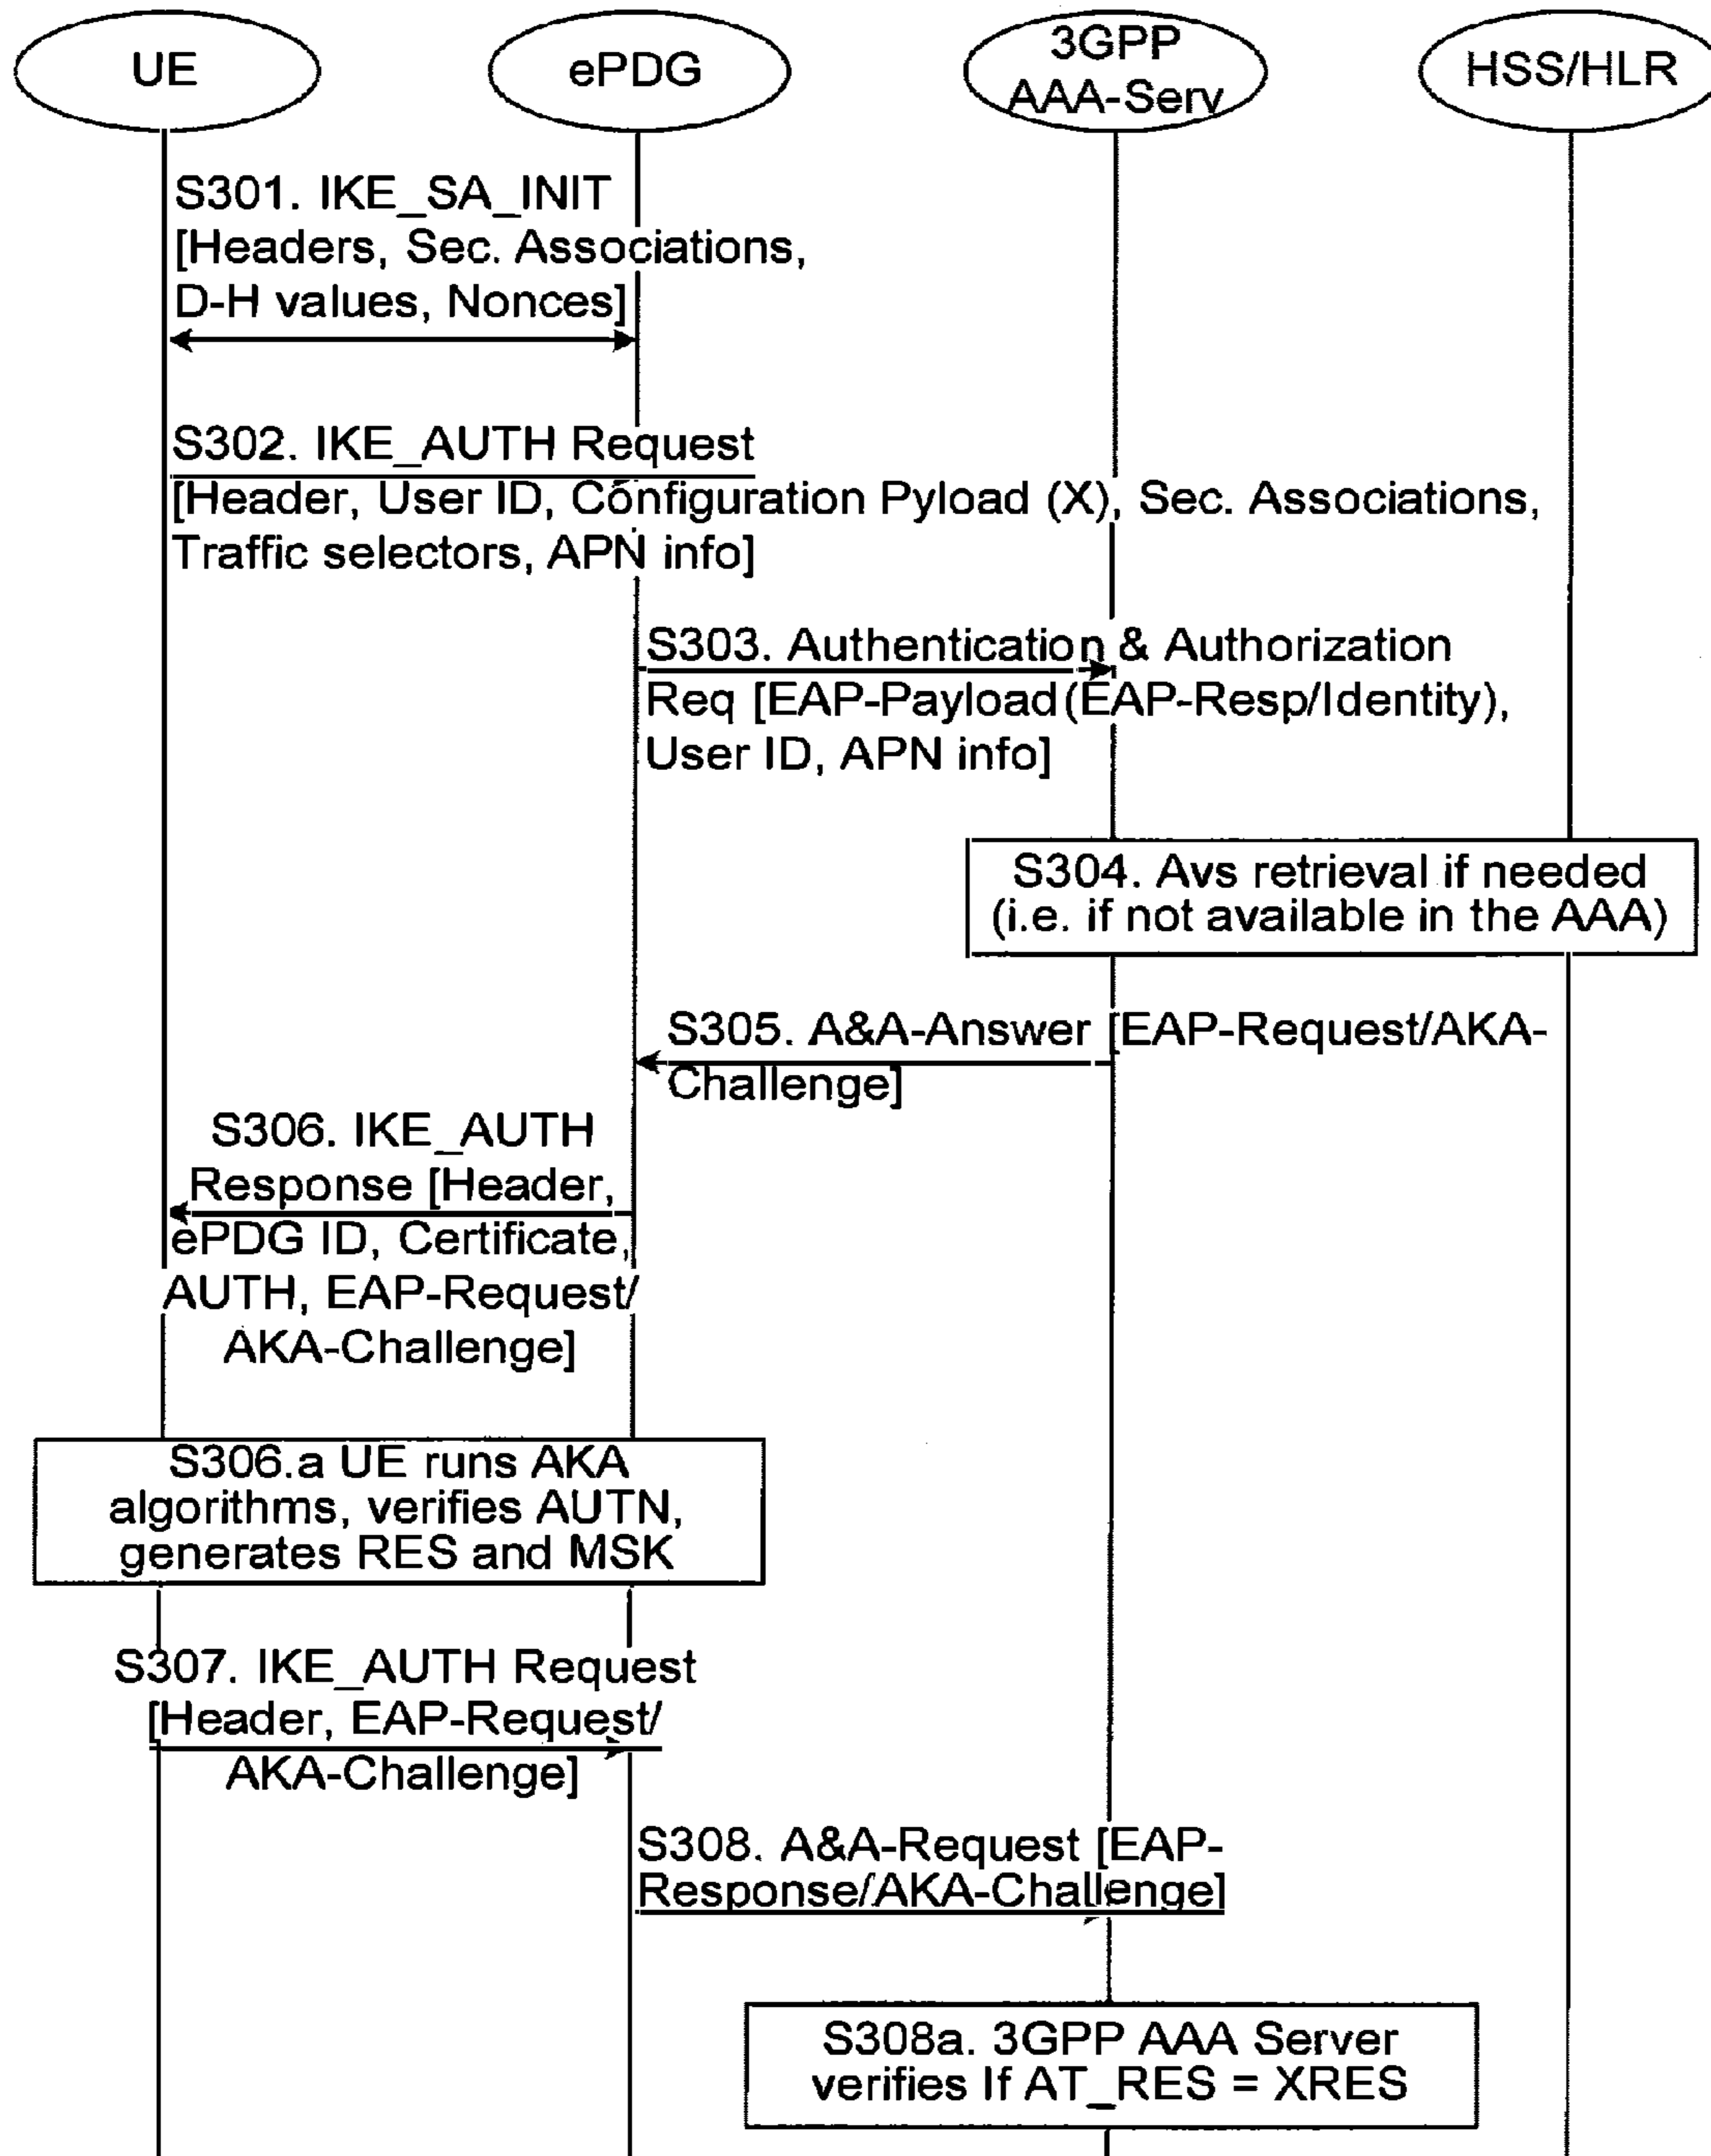 UE
ePDG
3GPP
AAA-Serv
HSS/HLR
S301. IKE_SA_INIT
[Headers, Sec. Associations,
D-H values, Nonces]
S302. IKE_AUTH Request
[Header, User ID, Configuration Pyload (X), Sec. Associations,
Traffic selectors, APN info]
S303. Authentication & Authorization
Req [EAP-Payload(EAP-Resp/Identity),
User ID, APN info]
S304. Avs retrieval if needed
(i.e. if not available in the AAA)
S305. A&A-Answer [EAP-Request/AKA-
Challenge]
S306. IKE_AUTH
Response [Header,
ePDG ID, Certificate,
AUTH, EAP-Request/
AKA-Challenge]
S306.a UE runs AKA
algorithms, verifies AUTN,
generates RES and MSK
S307. IKE_AUTH Request
[Header, EAP-Request/
AKA-Challenge]
S308. A&A-Request [EAP-
Response/AKA-Challenge]
S308a. 3GPP AAA Server
verifies If AT_RES = XRES